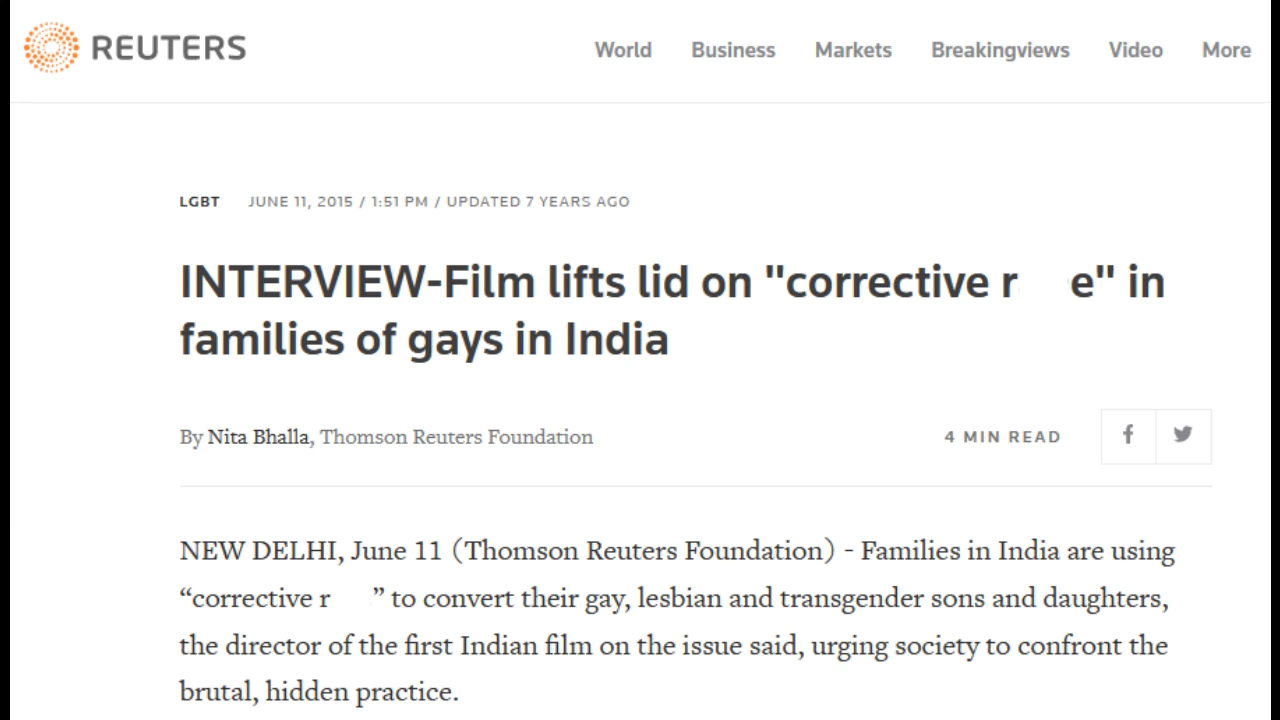 REUTERS
World Business Markets Breakingviews Video More
LGBT JUNE 11, 2015 / 1:51 PM / UPDATED 7 YEARS AGO
INTERVIEW-Film lifts lid on "corrective r e" in
families of gays in India
By Nita Bhalla, Thomson Reuters Foundation
4 MIN READ
NEW DELHI, June 11 (Thomson Reuters Foundation) - Families in India are using
“corrective r ” to convert their gay, lesbian and transgender sons and daughters,
the director of the first Indian film on the issue said, urging society to confront the
brutal, hidden practice.